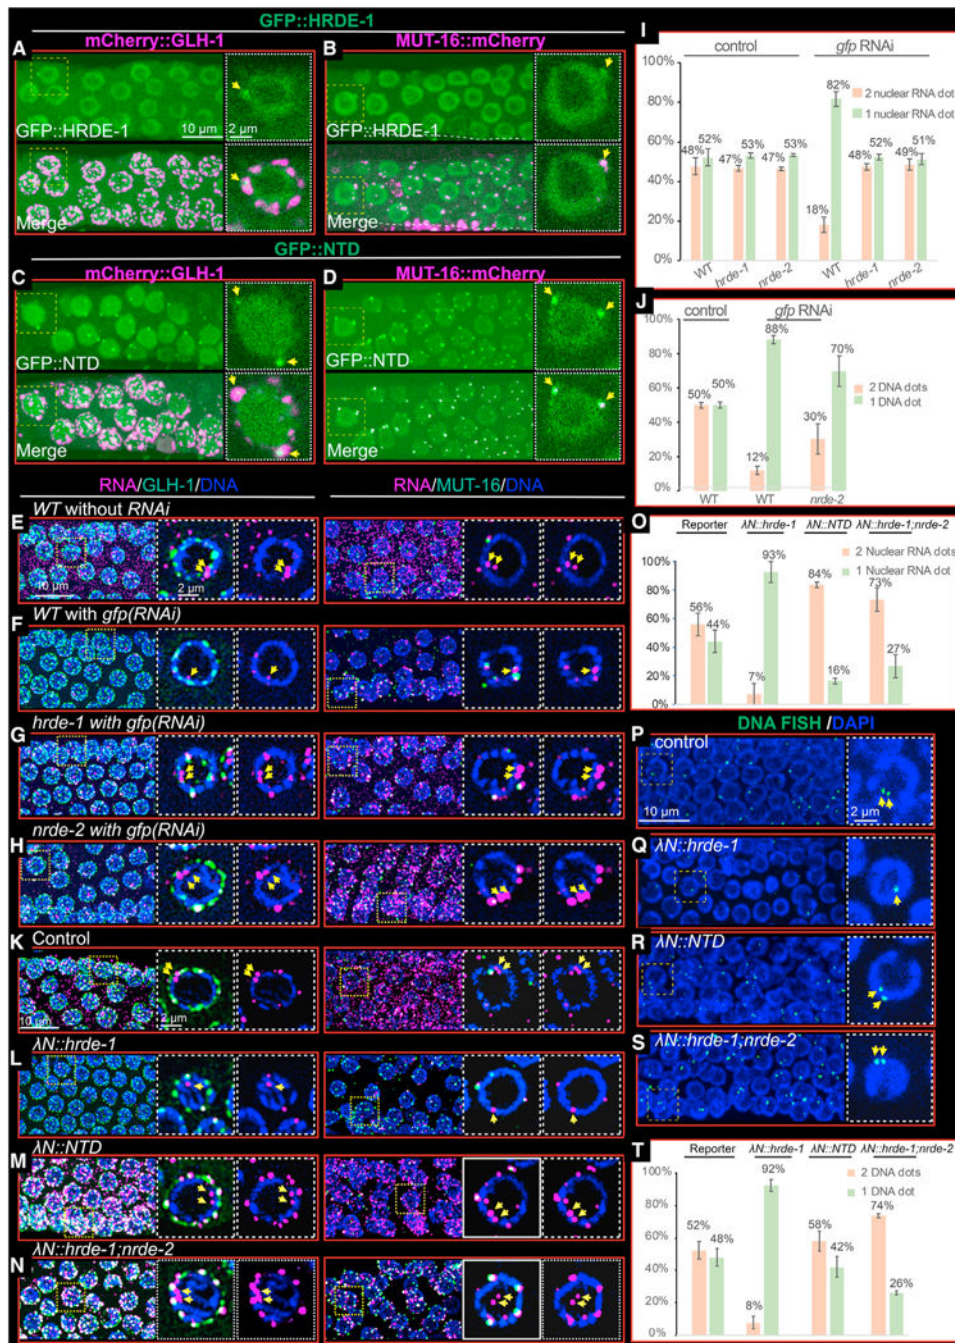 GFP::HRDE-1
A
mCherry::GLH-1
B
MUT-16::mCherry
GFP::HRDE-1
10 µm
2 µm
GFP::HRDE-1
Merge
Merge
GFP::NTD
C
mCherry::GLH-1
D
MUT-16::mCherry
GFP::NTD
GFP::NTD
Merge
Merge
RNA/GLH-1/DNA
RNA/MUT-16/DNA
WT without RNAi
E
10 µm
2 µm
WT with gfp(RNAi)
F
hrde-1 with gfp(RNAi)
G
nrde-2 with gfp(RNAi)
H
K
Control
10 µm
2 µm
λN::hrde-1
L
λN::NTD
M
λN::hrde-1;nrde-2
N
I
control
gfp RNAi
100%
80%
60%
40%
20%
0%
2 nuclear RNA dot
1 nuclear RNA dot
48%
52%
47%
53%
47%
53%
18%
82%
48%
52%
49%
51%
WT
hrde-1
nrde-2
WT
hrde-1
nrde-2
J
control
gfp RNAi
100%
80%
60%
40%
20%
0%
2 DNA dots
1 DNA dot
50%
50%
12%
88%
30%
70%
WT
WT
nrde-2
O
Reporter
λN::hrde-1
λN::NTD
λN::hrde-1;nrde-2
100%
80%
60%
40%
20%
0%
2 Nuclear RNA dots
1 Nuclear RNA dot
56%
44%
7%
93%
84%
16%
73%
27%
DNA FISH /DAPI
P
control
10 µm
2 µm
Q
λN::hrde-1
R
λN::NTD
S
λN::hrde-1;nrde-2
T
Reporter
λN::hrde-1
λN::NTD
λN::hrde-1;nrde-2
100%
80%
60%
40%
20%
0%
2 DNA dots
1 DNA dot
52%
48%
8%
92%
58%
42%
74%
26%